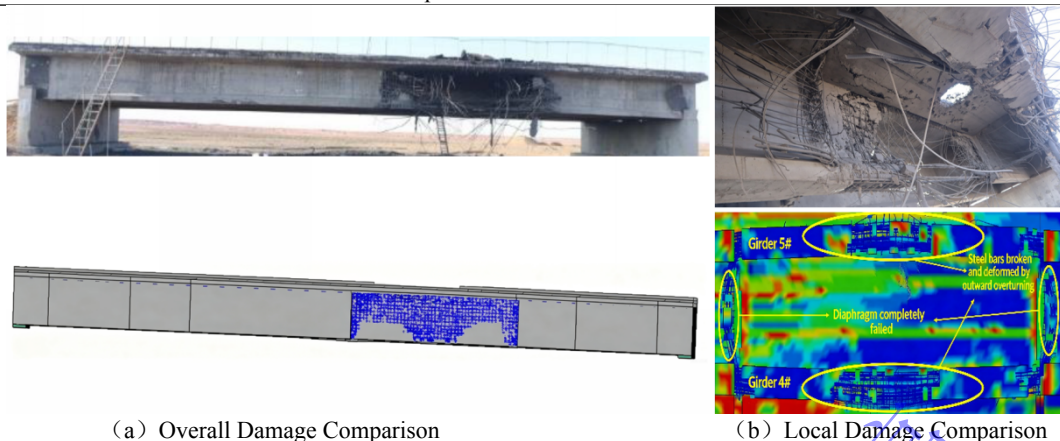 Girder 5#
Steel bars broken
and deformed by
outward overturning
Diaphragm completely
failed
Girder 4#
（a）Overall Damage Comparison
（b）Local Damage Comparison